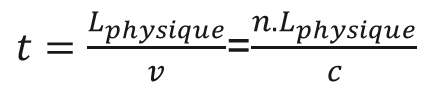 t = L_physique / v = n.L_physique / c